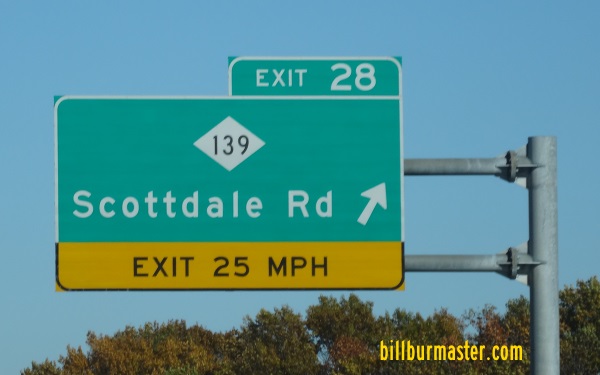 EXIT 28
139
Scottdale Rd
EXIT 25 MPH
billburmaster.com